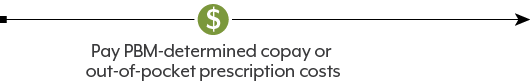 $
Pay PBM-determined copay or
out-of-pocket prescription costs